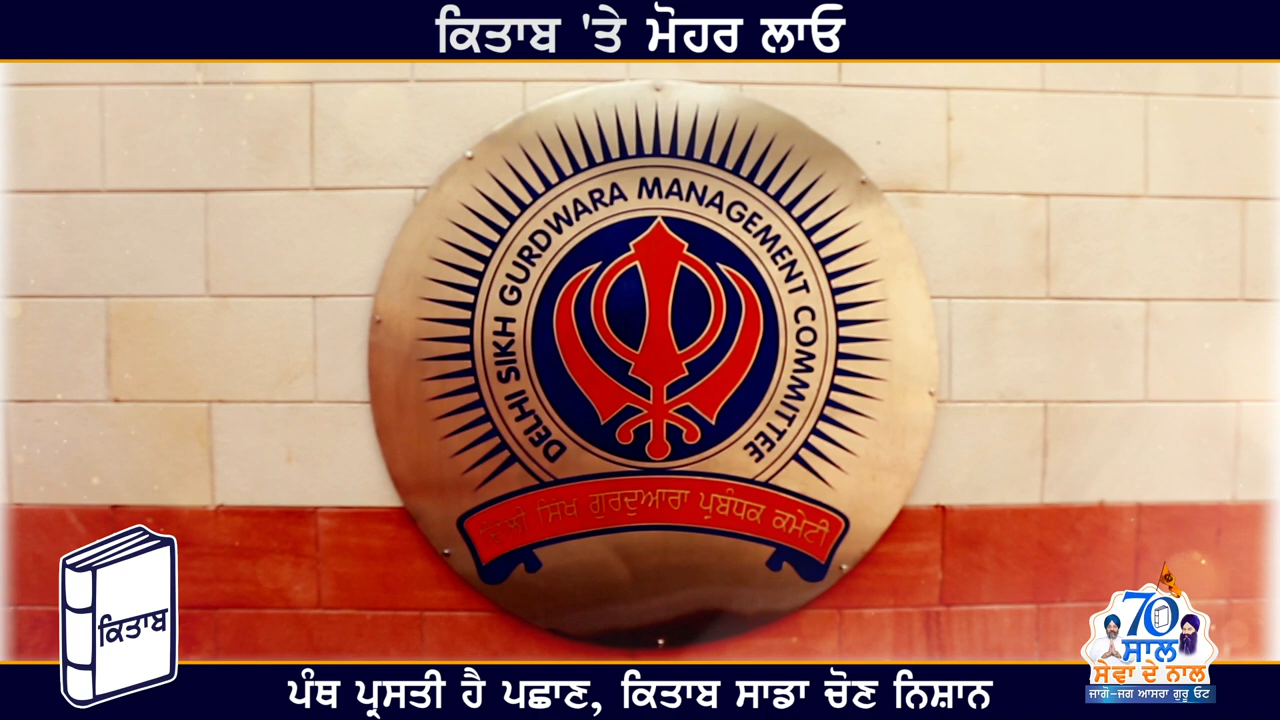 ਕਿਤਾਬ 'ਤੇ ਮੋਹਰ ਲਾਓ
DELHI SIKH GURDWARA MANAGEMENT COMMITTEE
ਸਿੱਖ ਗੁਰਦੁਆਰਾ ਪ੍ਰਬੰਧਕ ਕਮੇਟੀ
ਕਿਤਾਬ
70
ਸਾਲ
ਸੇਵਾ ਦੇ ਨਾਲ
ਜਾਗੋ-ਜਗ ਆਸਰਾ ਗੁਰੂ ਓਟ
ਪੰਥ ਪ੍ਰਸਤੀ ਹੈ ਪਛਾਣ, ਕਿਤਾਬ ਸਾਡਾ ਚੋਣ ਨਿਸ਼ਾਨ